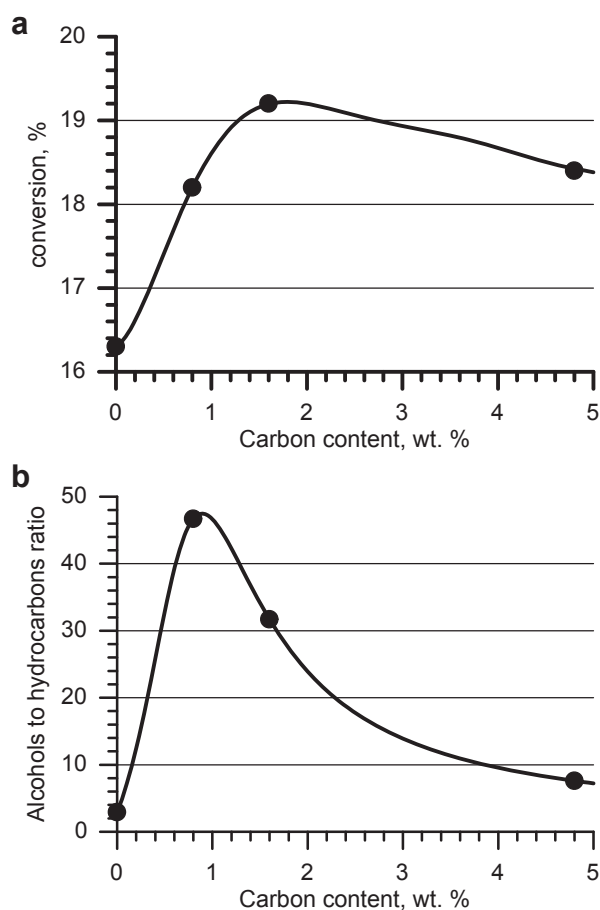 a
conversion, %
20
19
18
17
16
0 1 2 3 4 5
Carbon content, wt. %
b
Alcohols to hydrocarbons ratio
50
40
30
20
10
0
0 1 2 3 4 5
Carbon content, wt. %